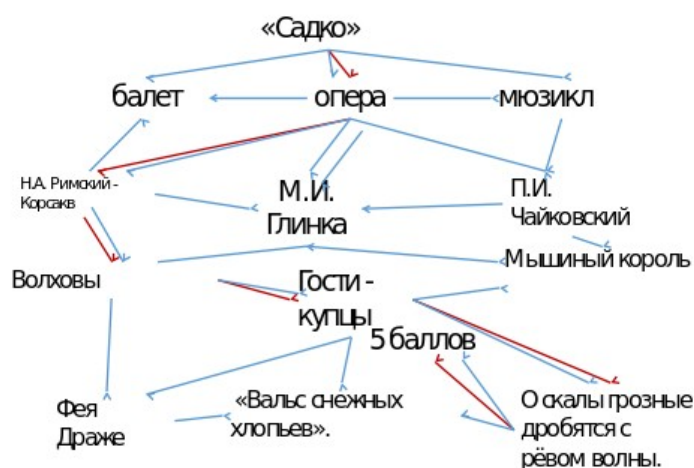 «Садко»
балет опера мюзикл
Н.А. Римский -
Корсакв
М.И.
Глинка
П.И.
Чайковский
Волховы
Гости -
купцы
Мышиный король
5 баллов
Фея
Драже
«Вальс снежных
хлопьев».
О скалы грозные
дробятся с
рёвом волны.